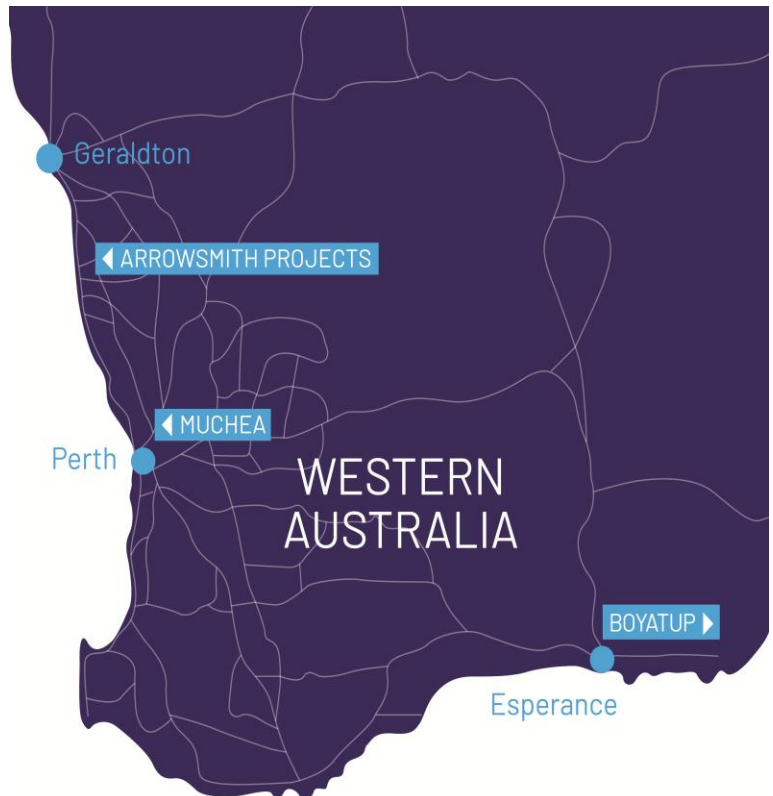 Geraldton
ARROWSMITH PROJECTS
MUCHEA
Perth
WESTERN
AUSTRALIA
BOYATUP
Esperance